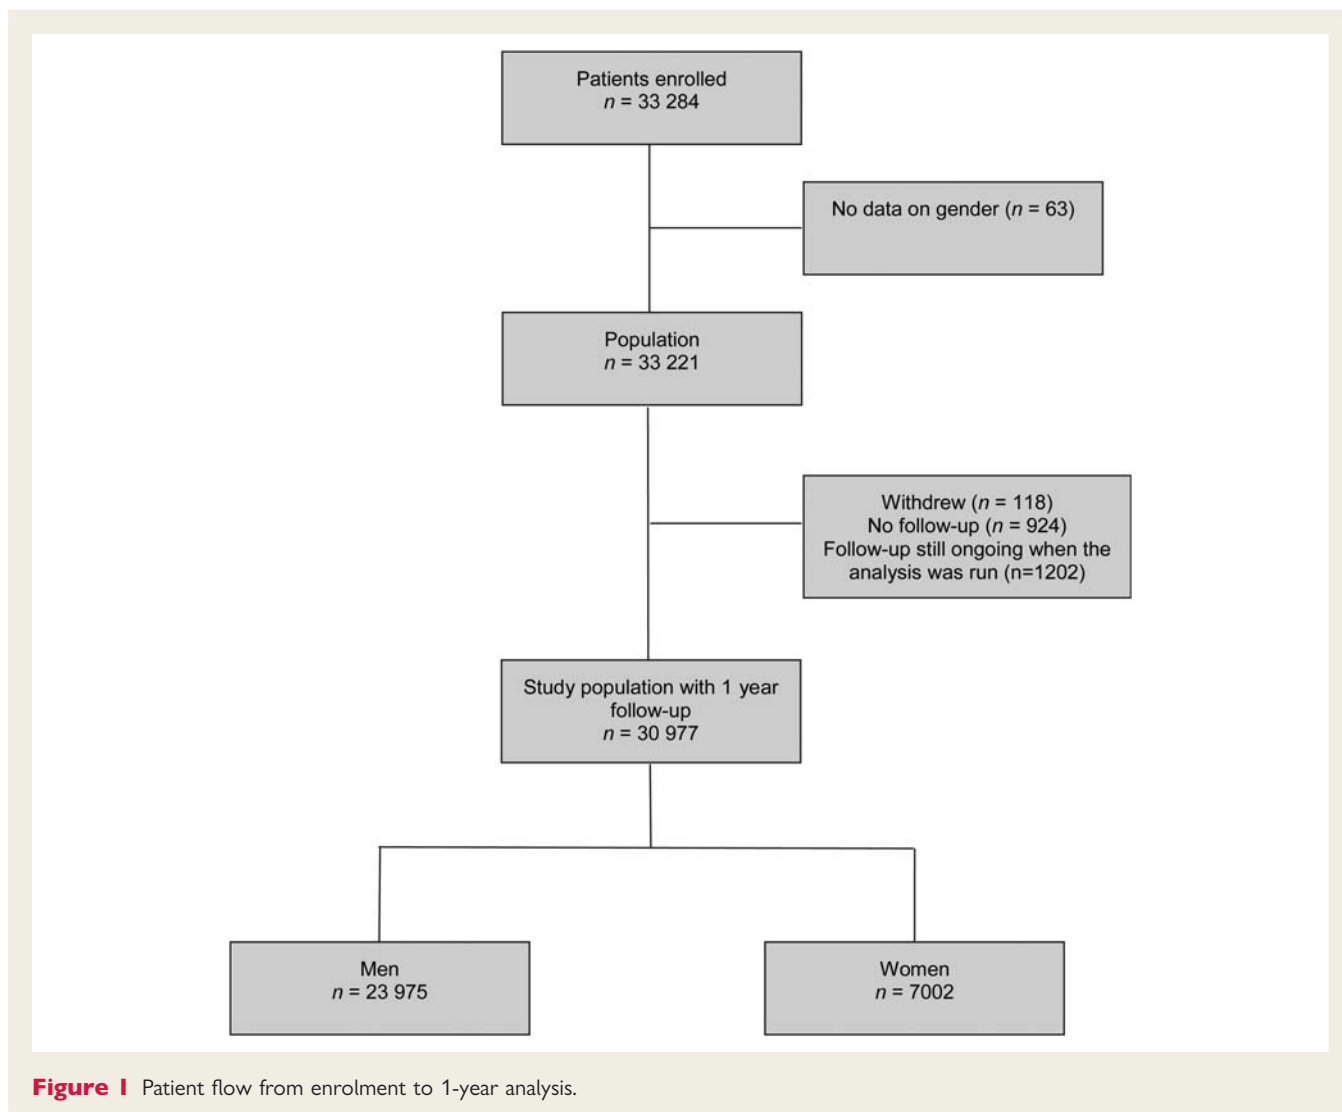 Patients enrolled
n = 33 284
No data on gender (n = 63)
Population
n = 33 221
Withdrew (n = 118)
No follow-up (n = 924)
Follow-up still ongoing when the
analysis was run (n=1202)
Study population with 1 year
follow-up
n = 30 977
Men
n = 23 975
Women
n = 7002
Figure 1 Patient flow from enrolment to 1-year analysis.